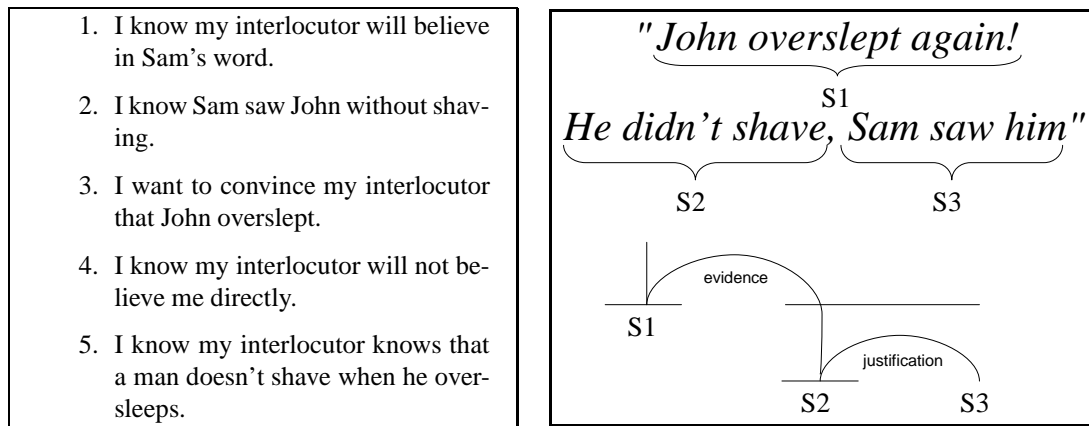 1. I know my interlocutor will believe
in Sam's word.
2. I know Sam saw John without shav-
ing.
3. I want to convince my interlocutor
that John overslept.
4. I know my interlocutor will not be-
lieve me directly.
5. I know my interlocutor knows that
a man doesn't shave when he over-
sleeps.
"John overslept again!
S1
He didn't shave, Sam saw him"
S2 S3
evidence
S1
justification
S2 S3